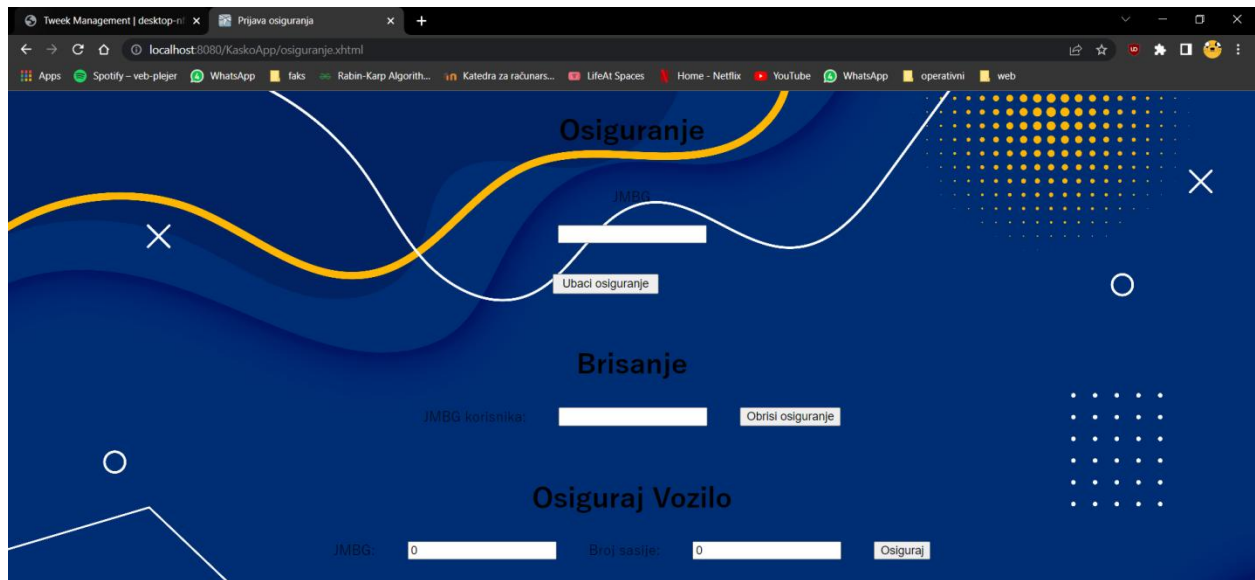 Tweek Management | desktop-n
Prijava osiguranja
localhost:8080/KaskoApp/osiguranje.xhtml
Apps Spotify – veb-plejer WhatsApp faks Rabin-Karp Algorith... Katedra za računars... LifeAt Spaces Home - Netflix YouTube WhatsApp operativni web
Osiguranje
JMBG:
Ubaci osiguranje
Brisanje
JMBG korisnika: Obrisi osiguranje
Osiguraj Vozilo
JMBG: 0 Broj sasije: 0 Osiguraj